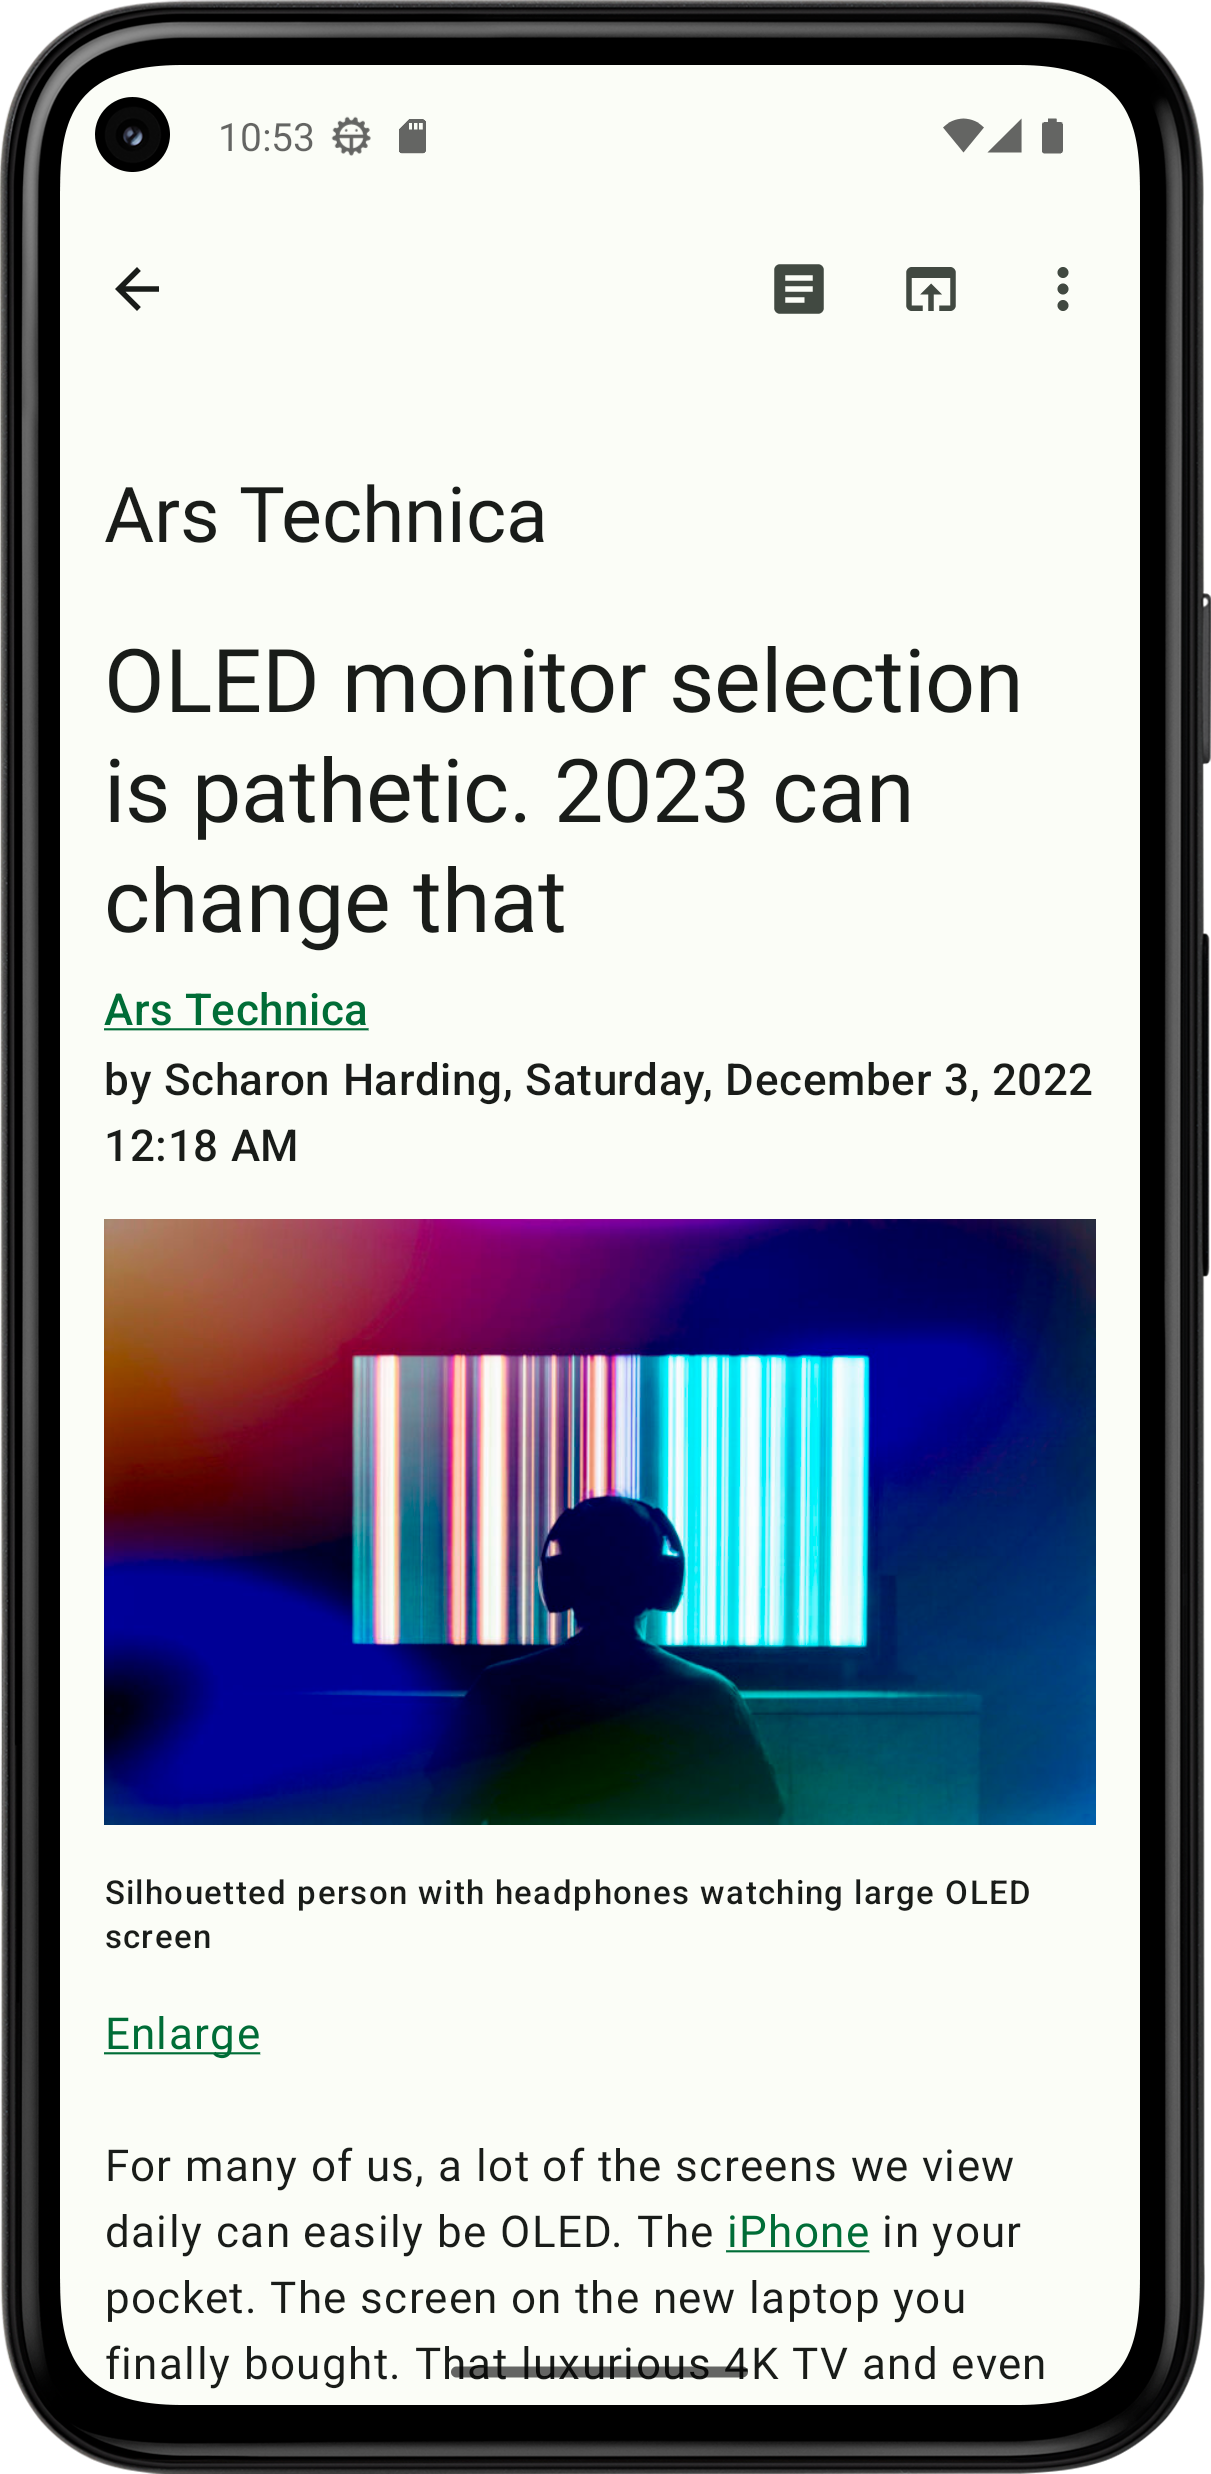 10:53
Ars Technica
OLED monitor selection
is pathetic. 2023 can
change that
Ars Technica
by Scharon Harding, Saturday, December 3, 2022
12:18 AM
Silhouetted person with headphones watching large OLED
screen
Enlarge
For many of us, a lot of the screens we view
daily can easily be OLED. The iPhone in your
pocket. The screen on the new laptop you
finally bought. That luxurious 4K TV and even